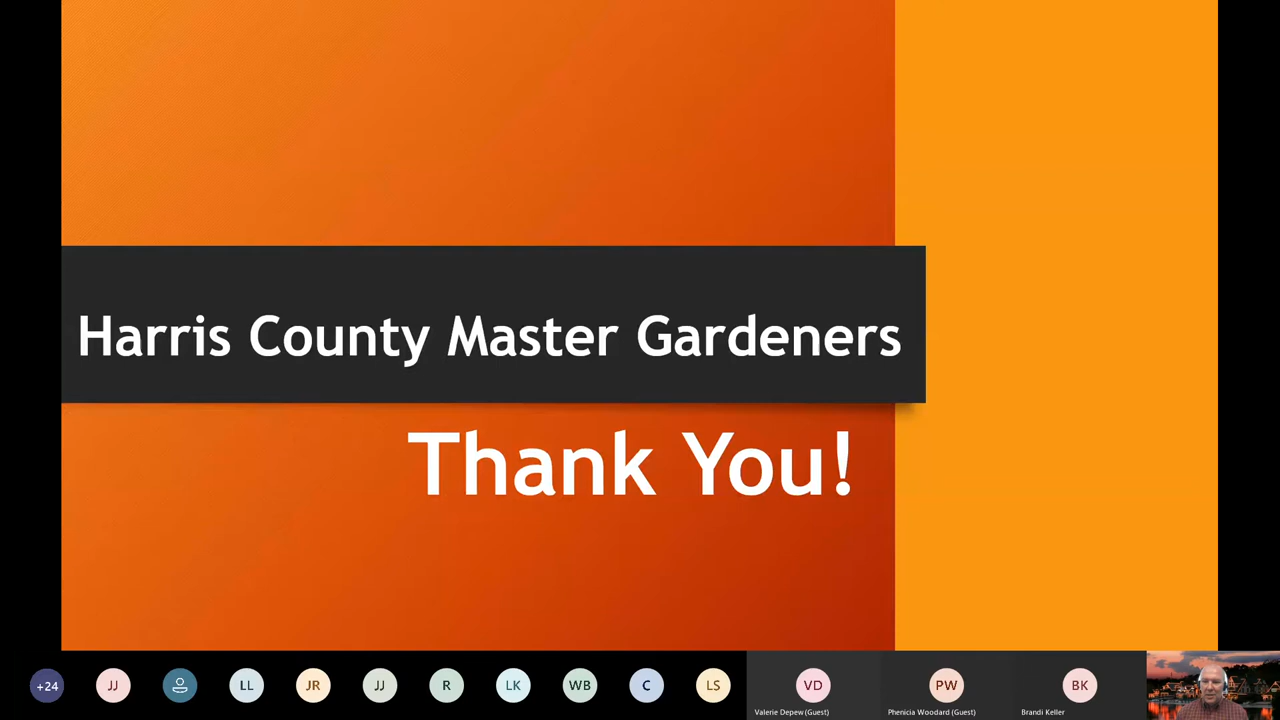 Harris County Master Gardeners
Thank You!
+24
JJ
LL
JR
JJ
R
LK
WB
C
LS
VD
PW
BK
Valerie Depew (Guest)
Phenicia Woodard (Guest)
Brandi Keller